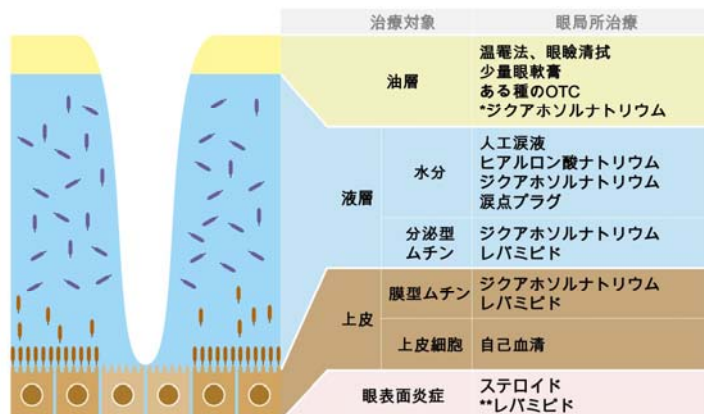 治療対象 眼局所治療
油層
温罨法、眼瞼清拭
少量眼軟膏
ある種のOTC
*ジクアホソルナトリウム
液層
水分
人工涙液
ヒアルロン酸ナトリウム
ジクアホソルナトリウム
涙点プラグ
分泌型
ムチン
ジクアホソルナトリウム
レバミピド
上皮
膜型ムチン
ジクアホソルナトリウム
レバミピド
上皮細胞
自己血清
眼表面炎症
ステロイド
**レバミピド